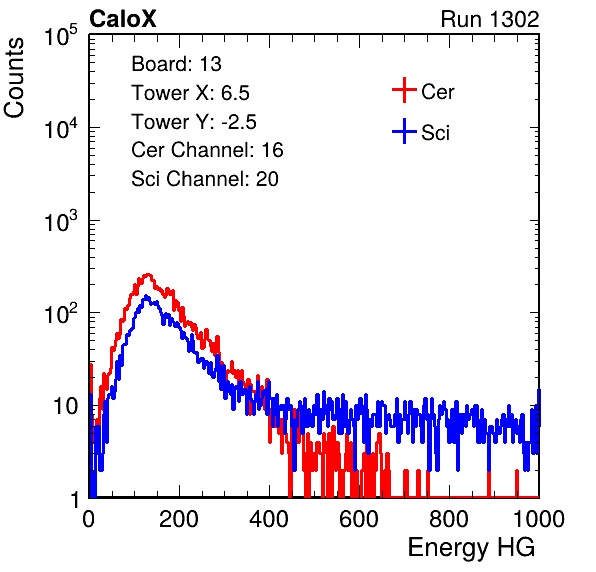 CaloX Run 1302
Counts
10^5
10^4
10^3
10^2
10
1
Board: 13
Tower X: 6.5
Tower Y: -2.5
Cer Channel: 16
Sci Channel: 20
Cer
Sci
0 200 400 600 800 1000
Energy HG